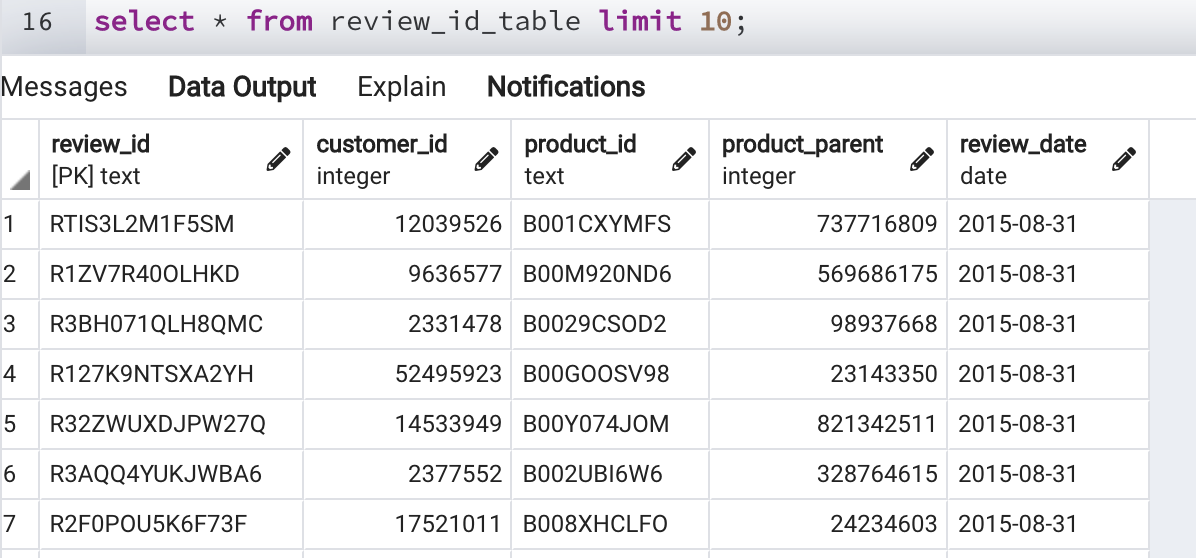 16 select * from review_id_table limit 10;
Messages Data Output Explain Notifications
review_id customer_id product_id product_parent review_date
[PK] text integer text integer date
1 RTIS3L2M1F5SM 12039526 B001CXYMFS 737716809 2015-08-31
2 R1ZV7R40OLHKD 9636577 B00M920ND6 569686175 2015-08-31
3 R3BH071QLH8QMC 2331478 B0029CSOD2 98937668 2015-08-31
4 R127K9NTSXA2YH 52495923 B00GOOSV98 23143350 2015-08-31
5 R32ZWUXDJPW27Q 14533949 B00Y074JOM 821342511 2015-08-31
6 R3AQQ4YUKJWBA6 2377552 B002UBI6W6 328764615 2015-08-31
7 R2F0POU5K6F73F 17521011 B008XHCLFO 24234603 2015-08-31